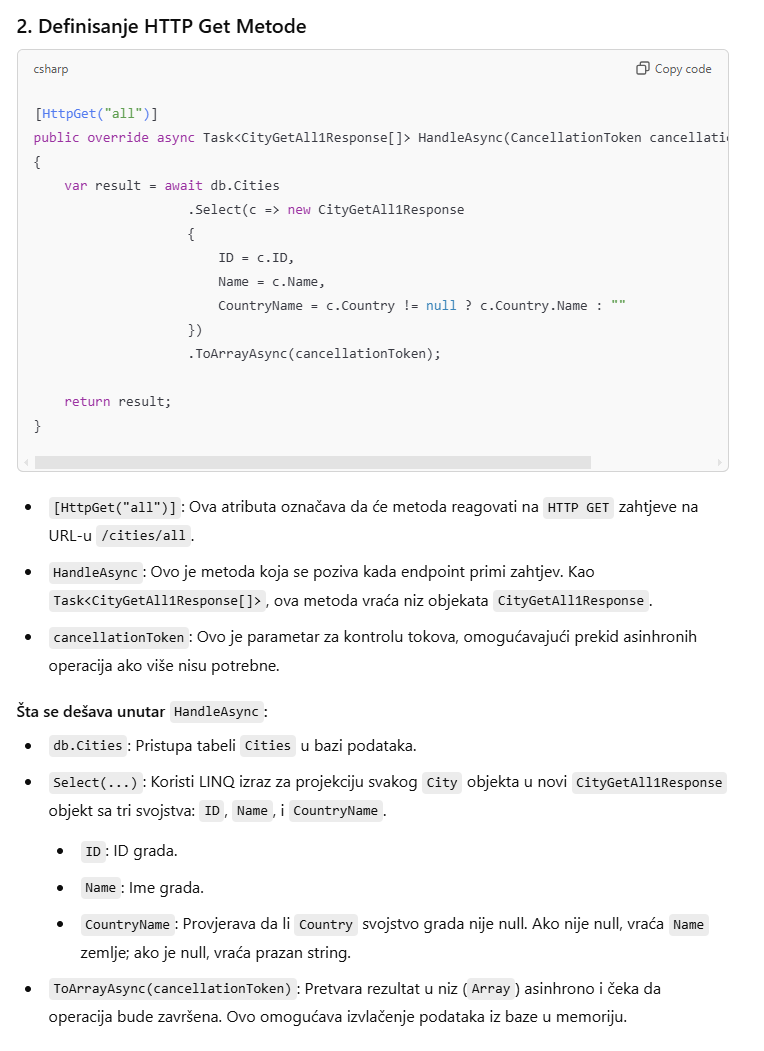 2. Definisanje HTTP Get Metode
csharp
Copy code
[HttpGet("all")]
public override async Task<CityGetAll1Response[]> HandleAsync(CancellationToken cancellati
{
    var result = await db.Cities
                    .Select(c => new CityGetAll1Response
                    {
                        ID = c.ID,
                        Name = c.Name,
                        CountryName = c.Country != null ? c.Country.Name : ""
                    })
                    .ToArrayAsync(cancellationToken);
    return result;
}
• [HttpGet("all")]: Ova atributa označava da će metoda reagovati na HTTP GET zahtjeve na
URL-u /cities/all.
• HandleAsync: Ovo je metoda koja se poziva kada endpoint primi zahtjev. Kao
Task<CityGetAll1Response[]>, ova metoda vraća niz objekata CityGetAll1Response.
• cancellationToken: Ovo je parametar za kontrolu tokova, omogućavajući prekid asinhronih
operacija ako više nisu potrebne.
Šta se dešava unutar HandleAsync:
• db.Cities: Pristupa tabeli Cities u bazi podataka.
• Select(...): Koristi LINQ izraz za projekciju svakog City objekta u novi CityGetAll1Response
objekt sa tri svojstva: ID, Name, i CountryName.
• ID: ID grada.
• Name: Ime grada.
• CountryName: Provjerava da li Country svojstvo grada nije null. Ako nije null, vraća Name
zemlje; ako je null, vraća prazan string.
• ToArrayAsync(cancellationToken): Pretvara rezultat u niz (Array) asinhrono i čeka da
operacija bude završena. Ovo omogućava izvlačenje podataka iz baze u memoriju.